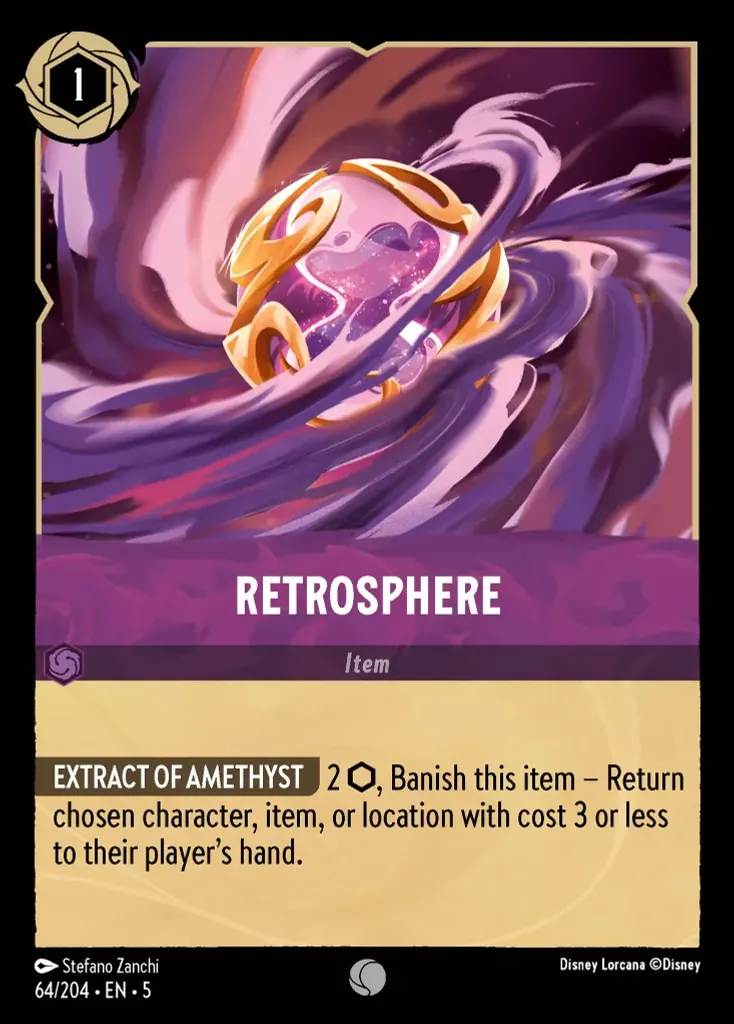 1
RETROSPHERE
Item
EXTRACT OF AMETHYST 2 ⬡, Banish this item – Return
chosen character, item, or location with cost 3 or less
to their player's hand.
Stefano Zanchi
Disney Lorcana ©Disney
64/204 • EN • 5